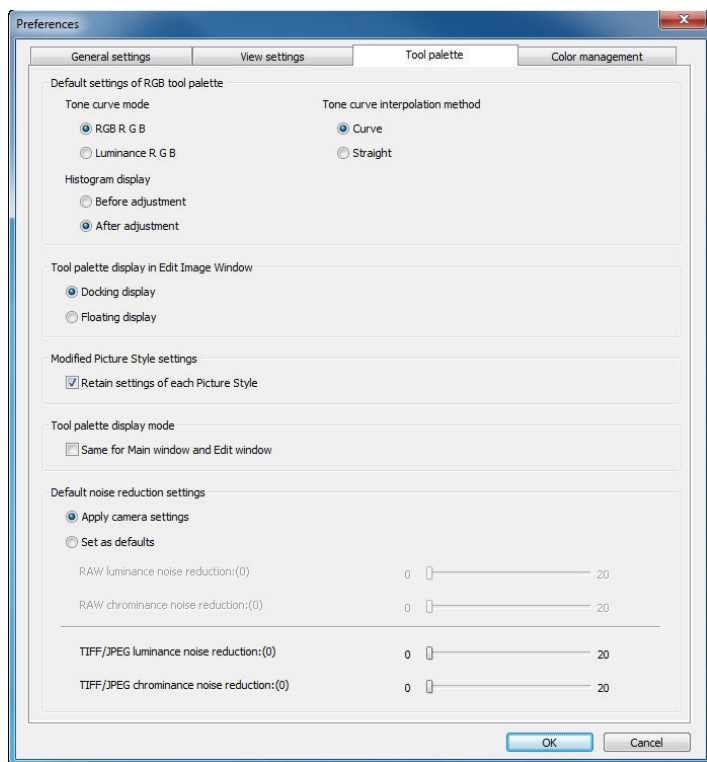 Preferences
General settings View settings Tool palette Color management
Default settings of RGB tool palette
Tone curve mode Tone curve interpolation method
RGB R G B Curve
Luminance R G B Straight
Histogram display
Before adjustment
After adjustment
Tool palette display in Edit Image Window
Docking display
Floating display
Modified Picture Style settings
Retain settings of each Picture Style
Tool palette display mode
Same for Main window and Edit window
Default noise reduction settings
Apply camera settings
Set as defaults
RAW luminance noise reduction:(0) 0 20
RAW chrominance noise reduction:(0) 0 20
TIFF/JPEG luminance noise reduction:(0) 0 20
TIFF/JPEG chrominance noise reduction:(0) 0 20
OK Cancel